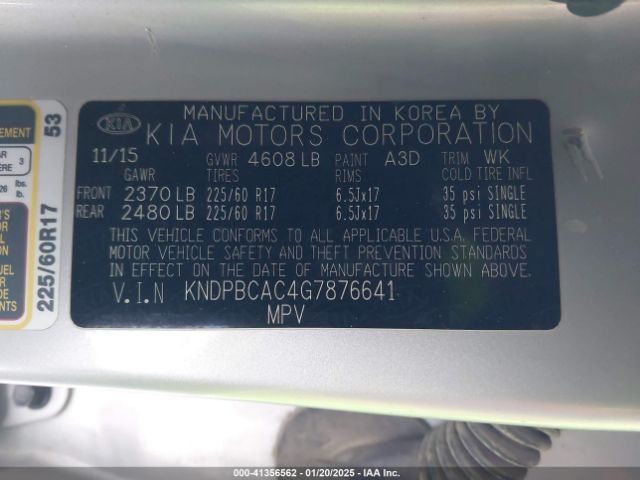 MANUFACTURED IN KOREA BY
KIA KIA MOTORS CORPORATION
11/15 GVWR 4608 LB PAINT A3D TRIM WK
GAWR TIRES RIMS COLD TIRE INFL
FRONT 2370 LB 225/60 R17 6.5Jx17 35 psi SINGLE
REAR 2480 LB 225/60 R17 6.5Jx17 35 psi SINGLE
THIS VEHICLE CONFORMS TO ALL APPLICABLE U.S.A. FEDERAL
MOTOR VEHICLE SAFETY AND THEFT PREVENTION STANDARDS
IN EFFECT ON THE DATE OF MANUFACTURE SHOWN ABOVE.
V.I.N KNDPBCAC4G7876641
MPV
53
225/60R17
000-41356562 — 01/20/2025 — IAA Inc.